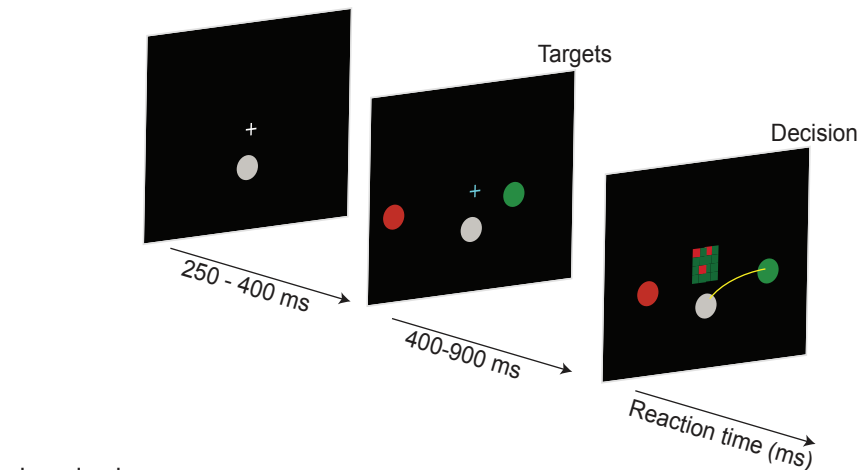 Targets
Decision
250 - 400 ms
400-900 ms
Reaction time (ms)